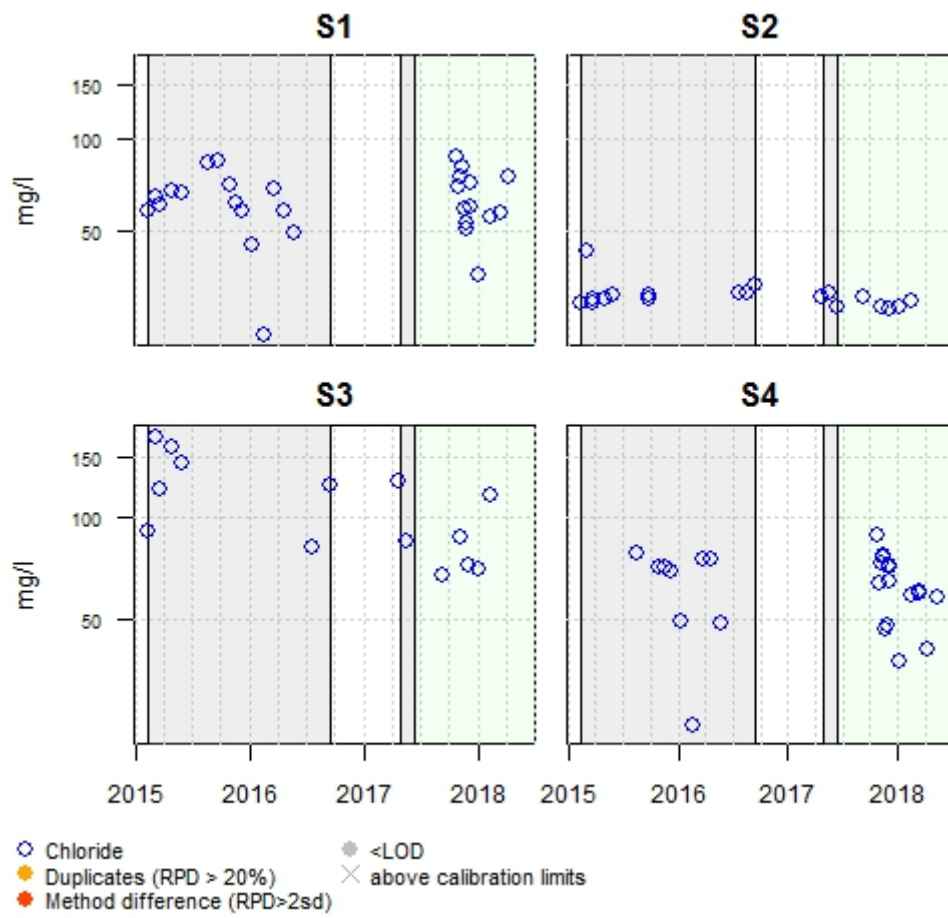 S1
S2
150
100
50
mg/l
S3
S4
150
100
50
mg/l
2015 2016 2017 2018 2015 2016 2017 2018
Chloride
<LOD
Duplicates (RPD > 20%)
above calibration limits
Method difference (RPD>2sd)